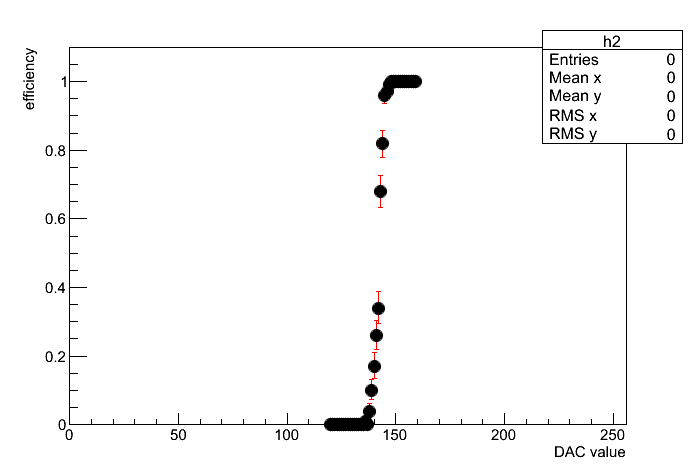 h2
Entries 0
Mean x 0
Mean y 0
RMS x 0
RMS y 0
efficiency
1
0.8
0.6
0.4
0.2
0
0 50 100 150 200 250
DAC value